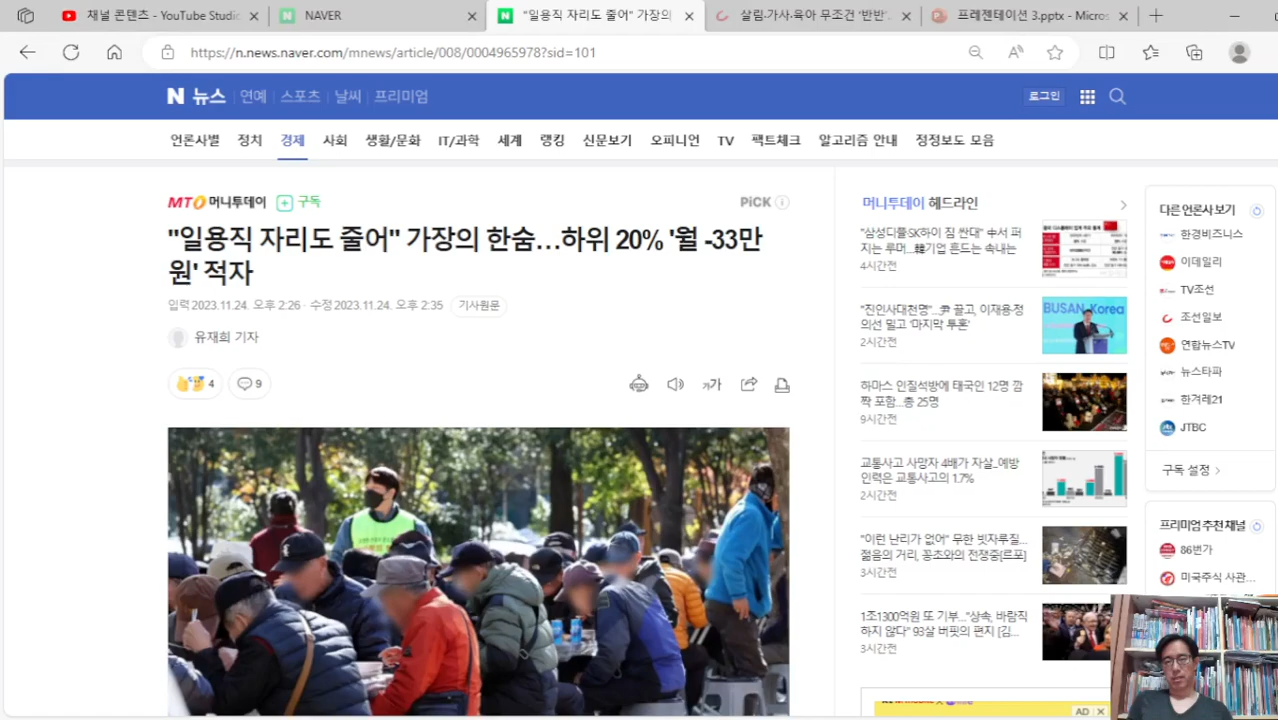 채널 콘텐츠 - YouTube Studi
NAVER
"일용직 자리도 줄어" 가장의 
살림·가사·육아 무조건 "반반"
프레젠테이션 3.pptx - Micros
https://n.news.naver.com/mnews/article/008/0004965978?sid=101
N 뉴스 연예 스포츠 날씨 프리미엄
로그인
언론사별 정치 경제 사회 생활/문화 IT/과학 세계 랭킹 신문보기 오피니언 TV 팩트체크 알고리즘 안내 정정보도 모음
MT 머니투데이 구독
PiCK
"일용직 자리도 줄어" 가장의 한숨…하위 20% '월 -33만
원' 적자
입력 2023.11.24. 오후 2:26 · 수정 2023.11.24. 오후 2:35 기사원문
유재희 기자
4
9
가가
머니투데이 헤드라인
"삼성디플·SK하이 짐 싼대" 中서 퍼
지는 루머…韓기업 흔드는 속내는
4시간전
"진인사대천명"…尹 끌고, 이재용·정
의선 밀고 '마지막 투혼'
2시간전
BUSAN Korea
하마스 인질석방에 태국인 12명 깜
짝 포함…총 25명
9시간전
교통사고 사망자 4배가 자살…예방
인력은 교통사고의 1.7%
2시간전
"이런 난리가 없어" 무한 빗자루질…
젊음의 거리, 꽁초와의 전쟁중[르포]
3시간전
1조1300억원 또 기부…"상속, 바람직
하지 않다" 93살 버핏의 편지 [김…
3시간전
AD
다른 언론사 보기
한경비즈니스
이데일리
TV조선
조선일보
연합뉴스TV
뉴스타파
한겨레21
JTBC
구독 설정
프리미엄 추천 채널
86번가
미국주식 사관...